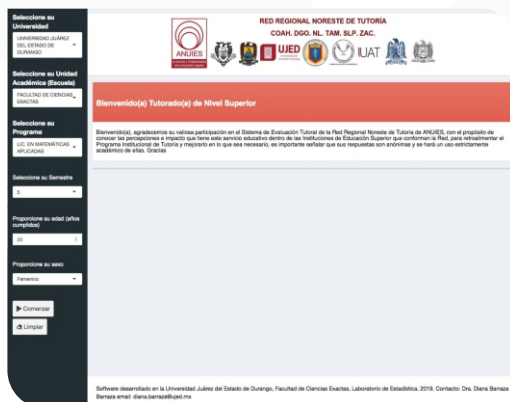 Seleccione su
Universidad
UNIVERSIDAD JUÁREZ
DEL ESTADO DE
DURANGO
Seleccione su Unidad
Académica (Escuela)
FACULTAD DE CIENCIAS
EXACTAS
Seleccione su
Programa
LIC. EN MATEMÁTICAS
APLICADAS
Seleccione su Semestre
5
Proporcione su edad (años
cumplidos)
20
Proporcione su sexo
Femenino
Comenzar
Limpiar
RED REGIONAL NORESTE DE TUTORÍA
COAH. DGO. NL. TAM. SLP. ZAC.
ANUIES
UJED
UAT
Bienvenido(a) Tutorado(a) de Nivel Superior
Bienvenido(a), agradecemos su valiosa participación en el Sistema de Evaluación Tutoral de la Red Regional Noreste de Tutoría de ANUIES, con el propósito de
conocer las percepciones e impacto que tiene este servicio educativo dentro de las Instituciones de Educación Superior que conforman la Red, para retroalimentar el
Programa Institucional de Tutoría y mejorarlo en lo que sea necesario, es importante señalar que sus respuestas son anónimas y se hará un uso estrictamente
académico de ellas. Gracias
Software desarrollado en la Universidad Juárez del Estado de Durango, Facultad de Ciencias Exactas, Laboratorio de Estadística. 2019. Contacto: Dra. Diana Barraza
Barraza email: diana.barraza@ujed.mx